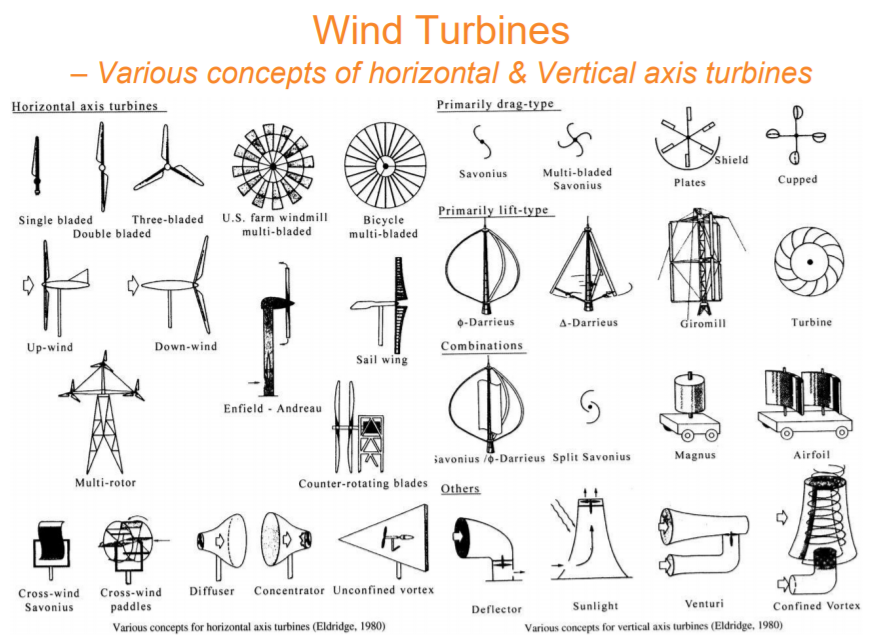 Wind Turbines
– Various concepts of horizontal & Vertical axis turbines
Horizontal axis turbines
Single bladed
Double bladed
Three-bladed
U.S. farm windmill
multi-bladed
Bicycle
multi-bladed
Up-wind
Down-wind
Enfield - Andreau
Sail wing
Multi-rotor
Counter-rotating blades
Cross-wind
Savonius
Cross-wind
paddles
Diffuser
Concentrator
Unconfined vortex
Various concepts for horizontal axis turbines (Eldridge, 1980)
Primarily drag-type
Savonius
Multi-bladed
Savonius
Shield
Plates
Cupped
Primarily lift-type
ϕ-Darrieus
Δ-Darrieus
Giromill
Turbine
Combinations
Savonius /ϕ-Darrieus
Split Savonius
Magnus
Airfoil
Others
Deflector
Sunlight
Venturi
Confined Vortex
Various concepts for vertical axis turbines (Eldridge, 1980)